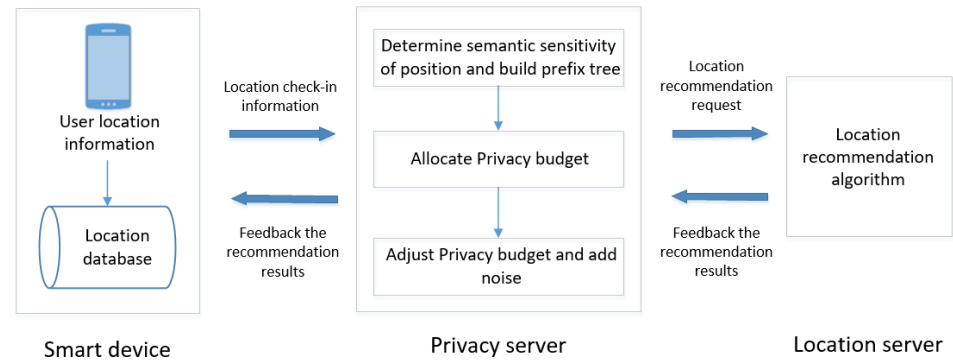 User location
information
Location
database
Smart device
Location check-in
information
Feedback the
recommendation
results
Determine semantic sensitivity
of position and build prefix tree
Allocate Privacy budget
Adjust Privacy budget and add
noise
Privacy server
Location
recommendation
request
Feedback the
recommendation
results
Location
recommendation
algorithm
Location server